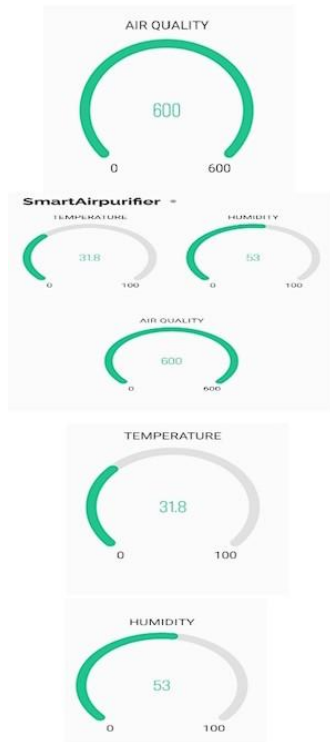 AIR QUALITY
600
0 600
SmartAirpurifier
TEMPERATURE HUMIDITY
31.8 53
0 100 0 100
AIR QUALITY
600
0 600
TEMPERATURE
31.8
0 100
HUMIDITY
53
0 100